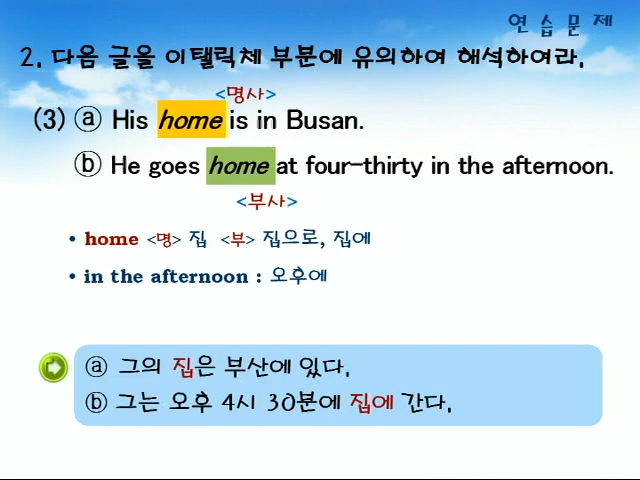 연 습 문 제
2. 다음 글을 이탤릭체 부분에 유의하여 해석하여라.
<명사>
(3) ⓐ His home is in Busan.
ⓑ He goes home at four-thirty in the afternoon.
<부사>
• home <명> 집 <부> 집으로, 집에
• in the afternoon : 오후에
ⓐ 그의 집은 부산에 있다.
ⓑ 그는 오후 4시 30분에 집에 간다.